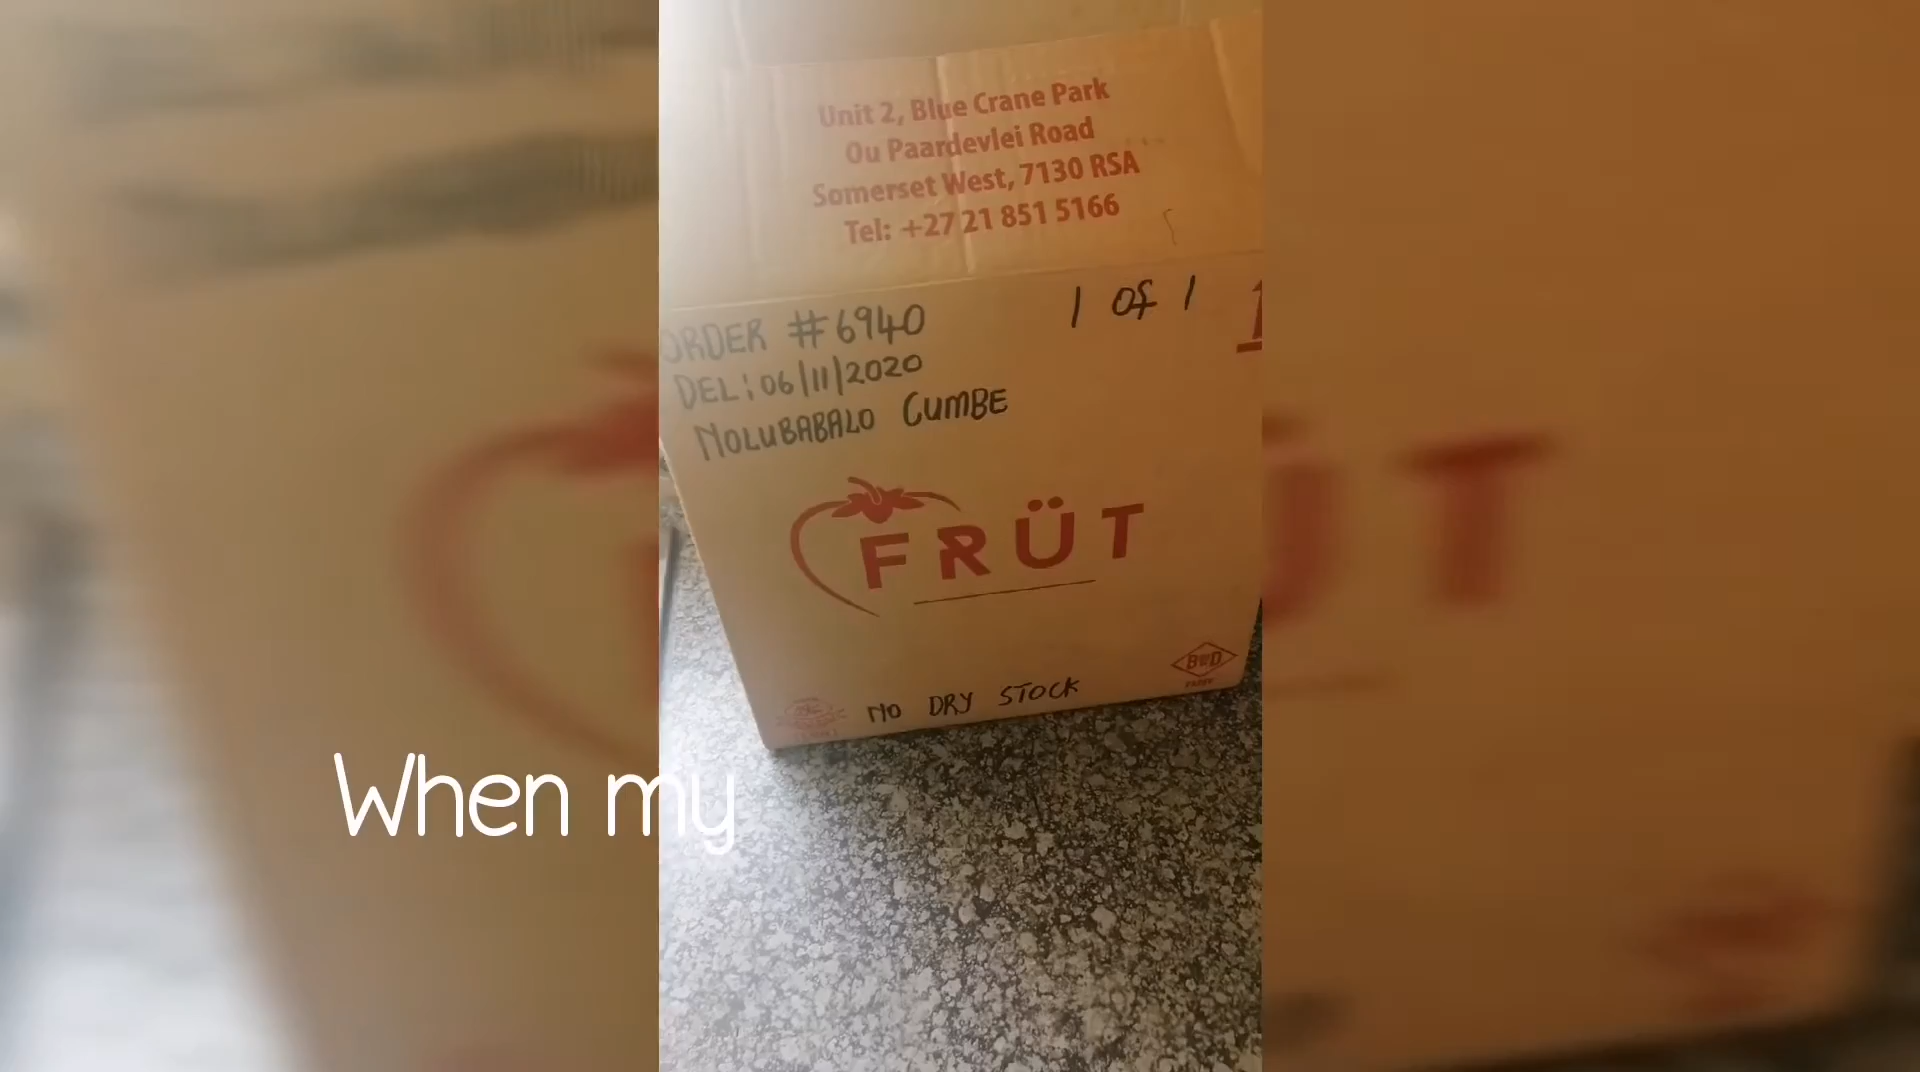 Unit 2, Blue Crane Park
Ou Paardevlei Road
Somerset West, 7130 RSA
Tel: +27 21 851 5166
ORDER #6940
1 of 1
DEL: 06/11/2020
NOLUBABALO CUMBE
FRÜT
NO DRY STOCK
When my